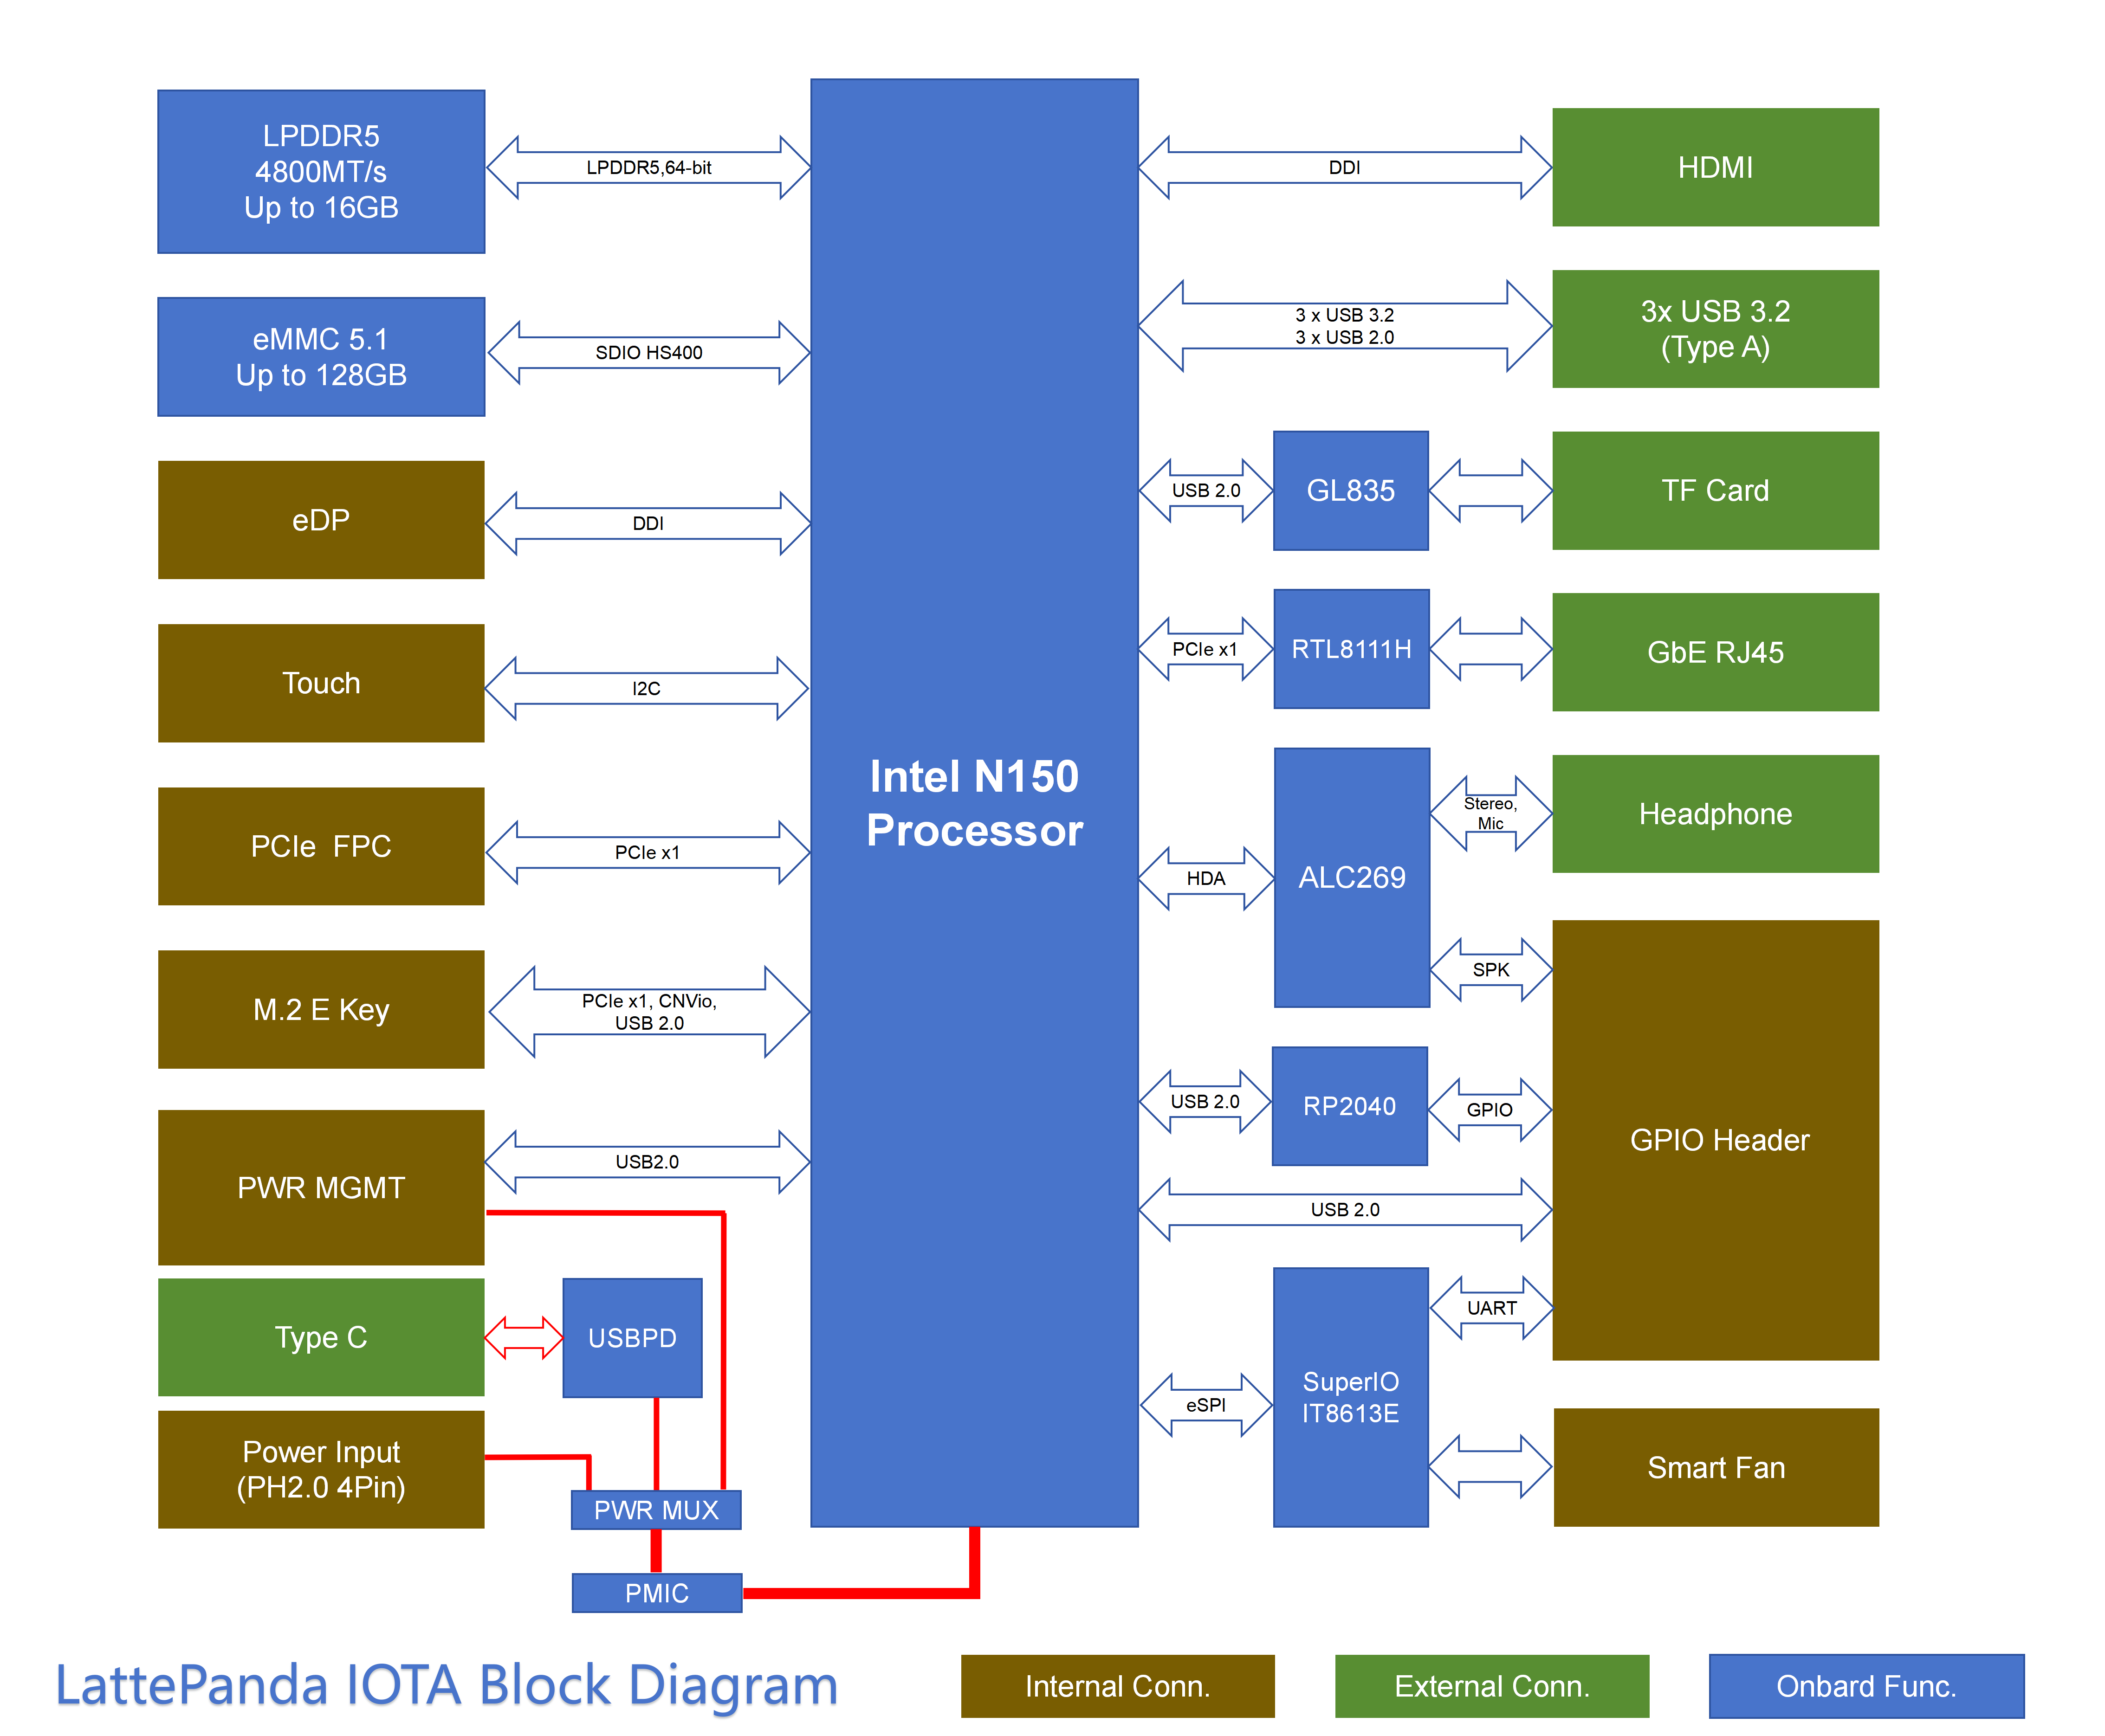 LPDDR5
4800MT/s
Up to 16GB
LPDDR5,64-bit
eMMC 5.1
Up to 128GB
SDIO HS400
eDP
DDI
Touch
I2C
PCIe  FPC
PCIe x1
M.2 E Key
PCIe x1, CNVio,
USB 2.0
PWR MGMT
USB2.0
Type C
USBPD
Power Input
(PH2.0 4Pin)
PWR MUX
PMIC
Intel N150
Processor
DDI
HDMI
3 x USB 3.2
3 x USB 2.0
3x USB 3.2
(Type A)
USB 2.0
GL835
TF Card
PCIe x1
RTL8111H
GbE RJ45
HDA
ALC269
Stereo,
Mic
Headphone
SPK
USB 2.0
RP2040
GPIO
GPIO Header
USB 2.0
eSPI
SuperIO
IT8613E
UART
Smart Fan
LattePanda IOTA Block Diagram
Internal Conn.
External Conn.
Onbard Func.